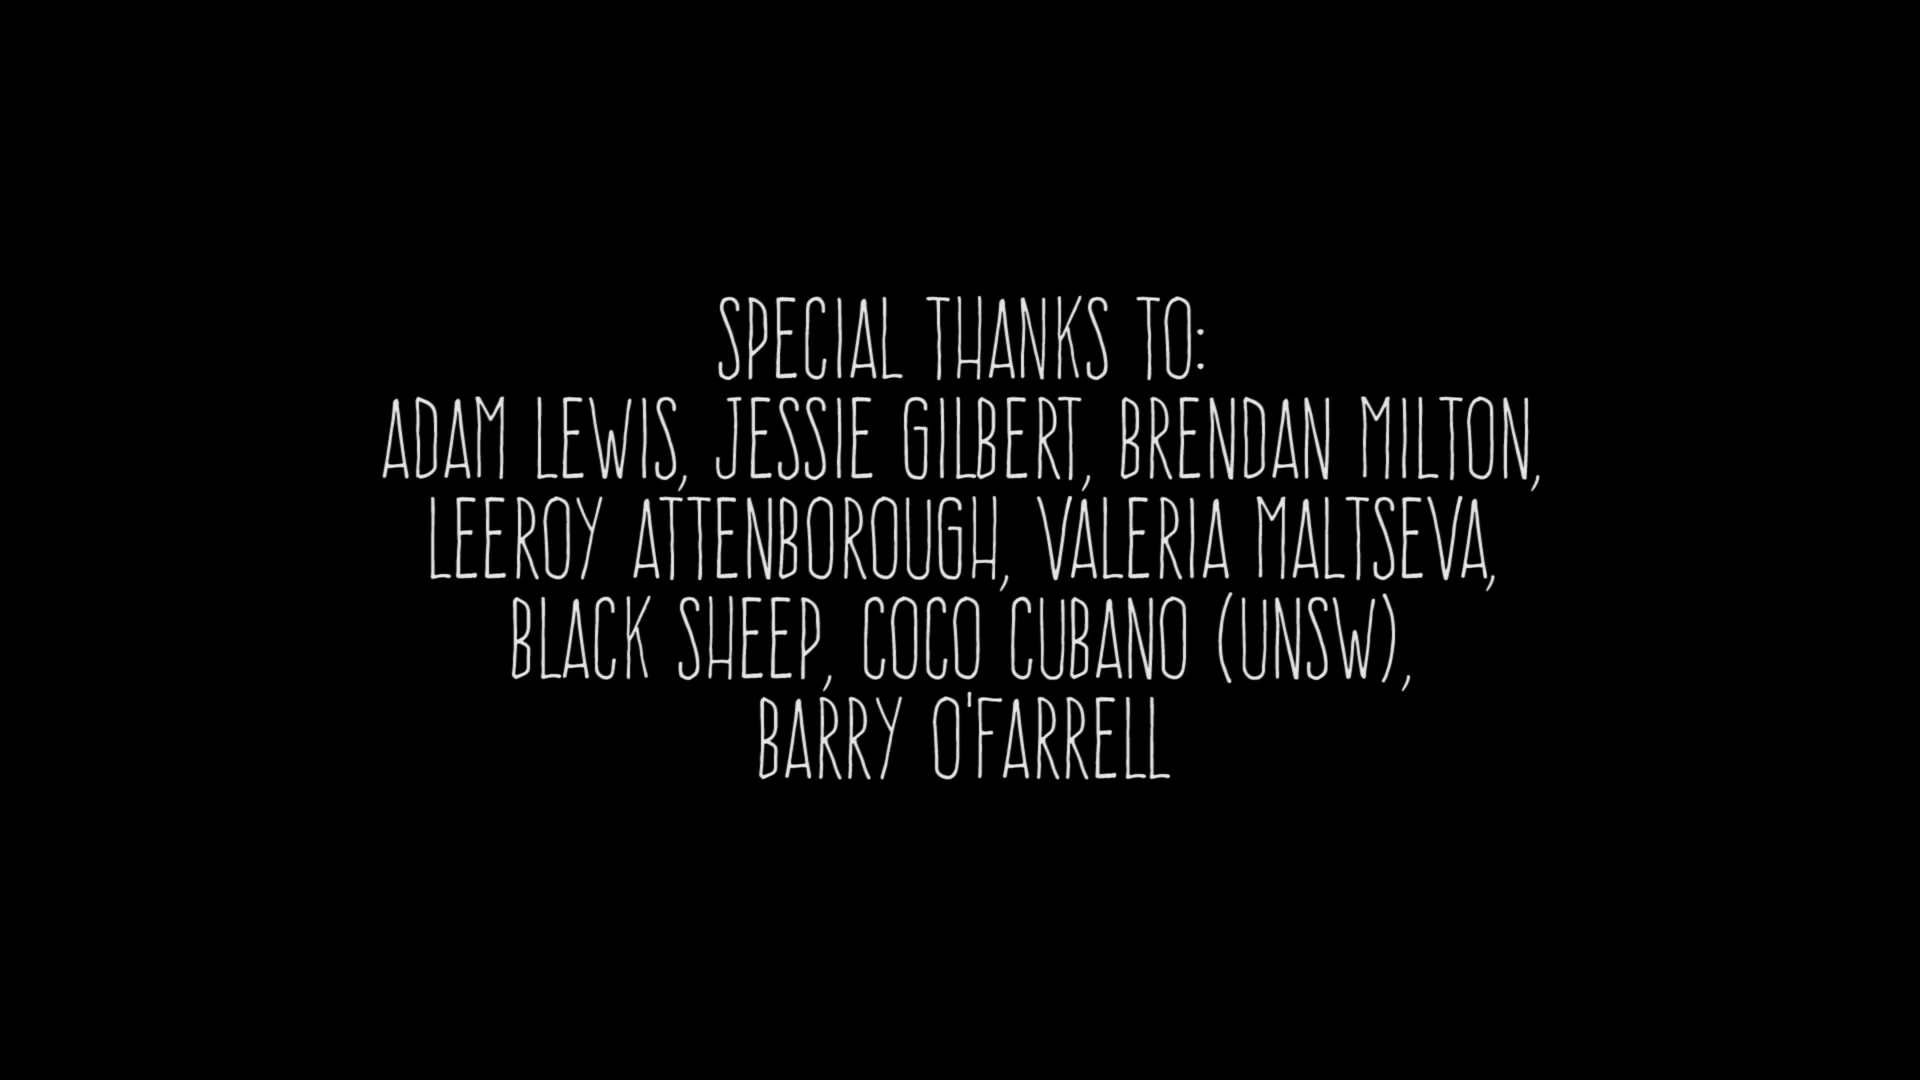 SPECIAL THANKS TO:
ADAM LEWIS, JESSIE GILBERT, BRENDAN MILTON,
LEEROY ATTENBOROUGH, VALERIA MALTSEVA,
BLACK SHEEP, COCO CUBANO (UNSW),
BARRY O'FARRELL